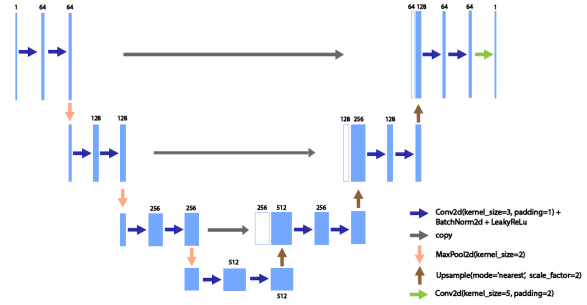 1 64 64
64 128 64 64 1
128 128
128 256 128
256 256
256 512 256
512
512
Conv2d(kernel_size=3, padding=1) +
BatchNorm2d + LeakyReLu
copy
MaxPool2d(kernel_size=2)
Upsample(mode='nearest', scale_factor=2)
Conv2d(kernel_size=5, padding=2)